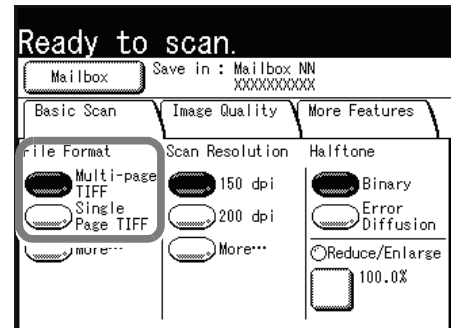 Ready to scan.
Mailbox
Save in : Mailbox NN
XXXXXXXXXX
Basic Scan
Image Quality
More Features
File Format
Multi-page
TIFF
Single
Page TIFF
More…
Scan Resolution
150 dpi
200 dpi
More…
Halftone
Binary
Error
Diffusion
Reduce/Enlarge
100.0%